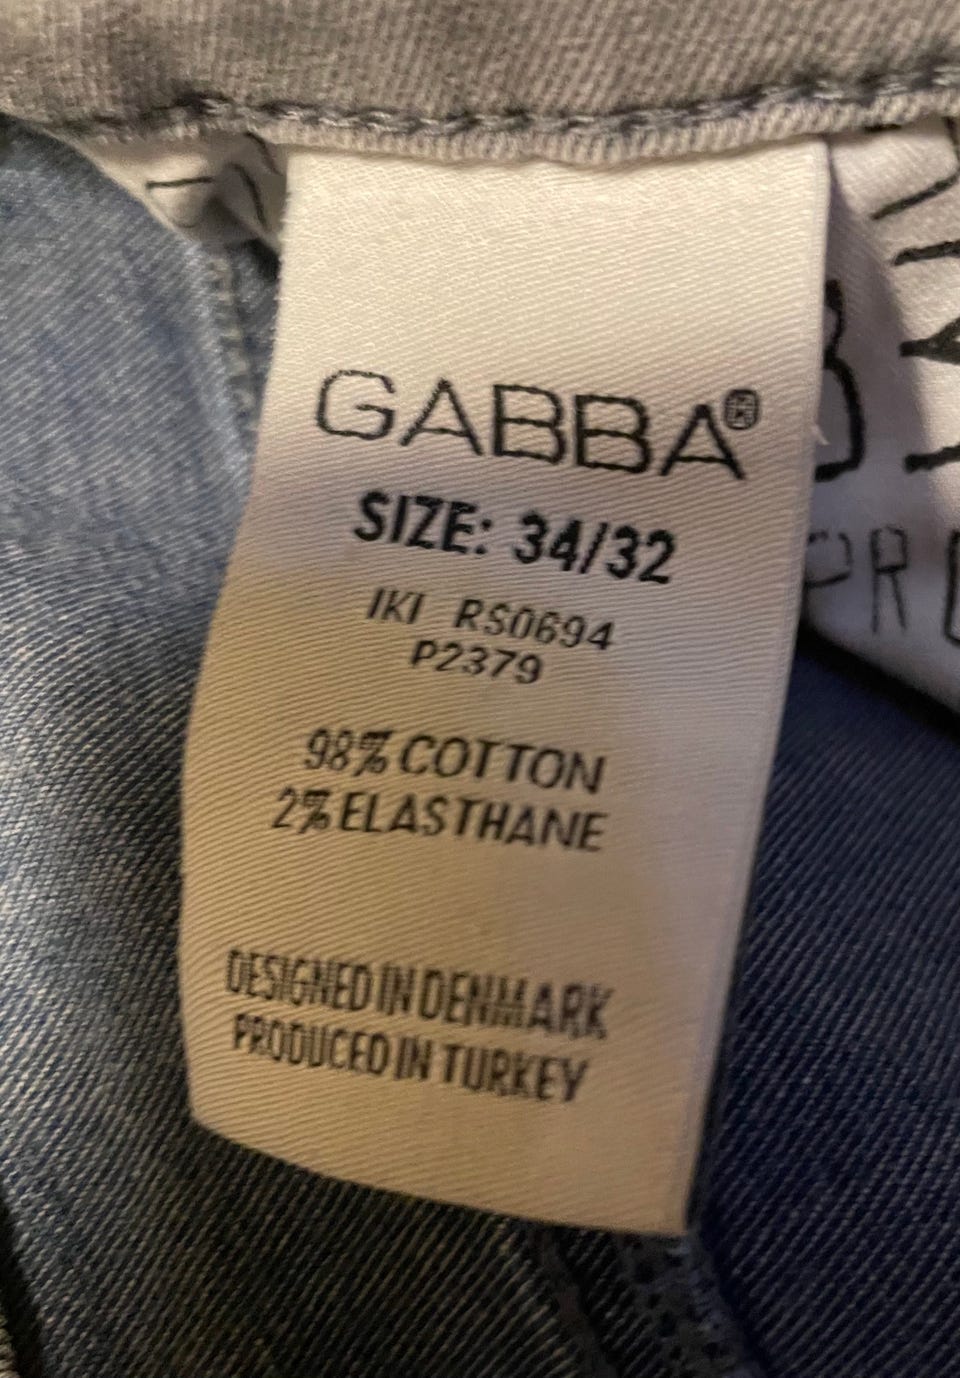 GABBA®
SIZE: 34/32
IKI RS0694
P2379
98% COTTON
2% ELASTHANE
DESIGNED IN DENMARK
PRODUCED IN TURKEY